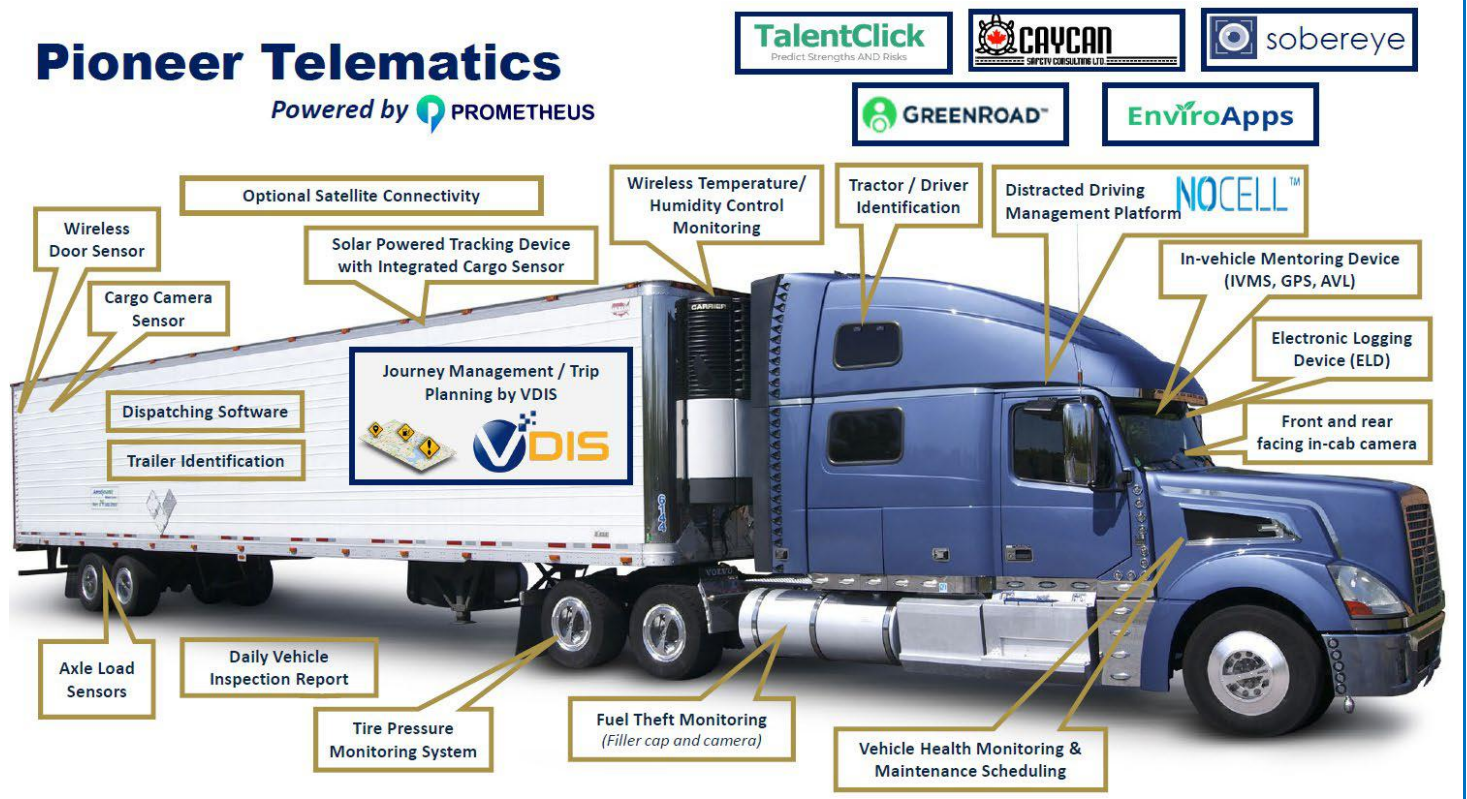 Pioneer Telematics
Powered by PROMETHEUS
TalentClick
Predict Strengths AND Risks
CAYCAN
SAFETY CONSULTING LTD.
sobereye
GREENROAD™
EnviroApps
Optional Satellite Connectivity
Wireless Temperature/
Humidity Control
Monitoring
Tractor / Driver
Identification
Distracted Driving
Management Platform
NOCELL™
Wireless
Door Sensor
Solar Powered Tracking Device
with Integrated Cargo Sensor
In-vehicle Mentoring Device
(IVMS, GPS, AVL)
Cargo Camera
Sensor
CARRIER
Electronic Logging
Device (ELD)
Journey Management / Trip
Planning by VDIS
VDIS
Dispatching Software
Trailer Identification
Front and rear
facing in-cab camera
Axle Load
Sensors
Daily Vehicle
Inspection Report
Tire Pressure
Monitoring System
Fuel Theft Monitoring
(Filler cap and camera)
Vehicle Health Monitoring &
Maintenance Scheduling